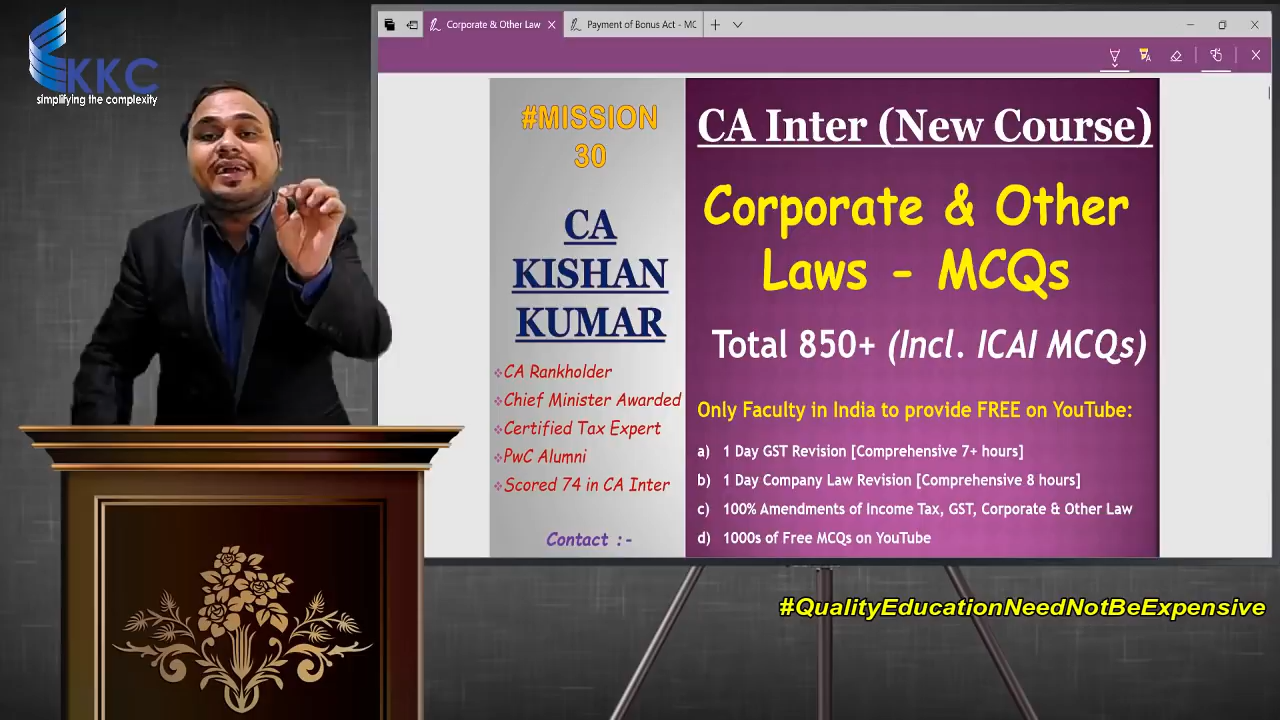 KKC
simplifying the complexity
Corporate & Other Law
Payment of Bonus Act - MC
#MISSION
30
CA
KISHAN
KUMAR
CA Rankholder
Chief Minister Awarded
Certified Tax Expert
PwC Alumni
Scored 74 in CA Inter
Contact : -
CA Inter (New Course)
Corporate & Other
Laws - MCQs
Total 850+ (Incl. ICAI MCQs)
Only Faculty in India to provide FREE on YouTube:
a) 1 Day GST Revision [Comprehensive 7+ hours]
b) 1 Day Company Law Revision [Comprehensive 8 hours]
c) 100% Amendments of Income Tax, GST, Corporate & Other Law
d) 1000s of Free MCQs on YouTube
#QualityEducationNeedNotBeExpensive